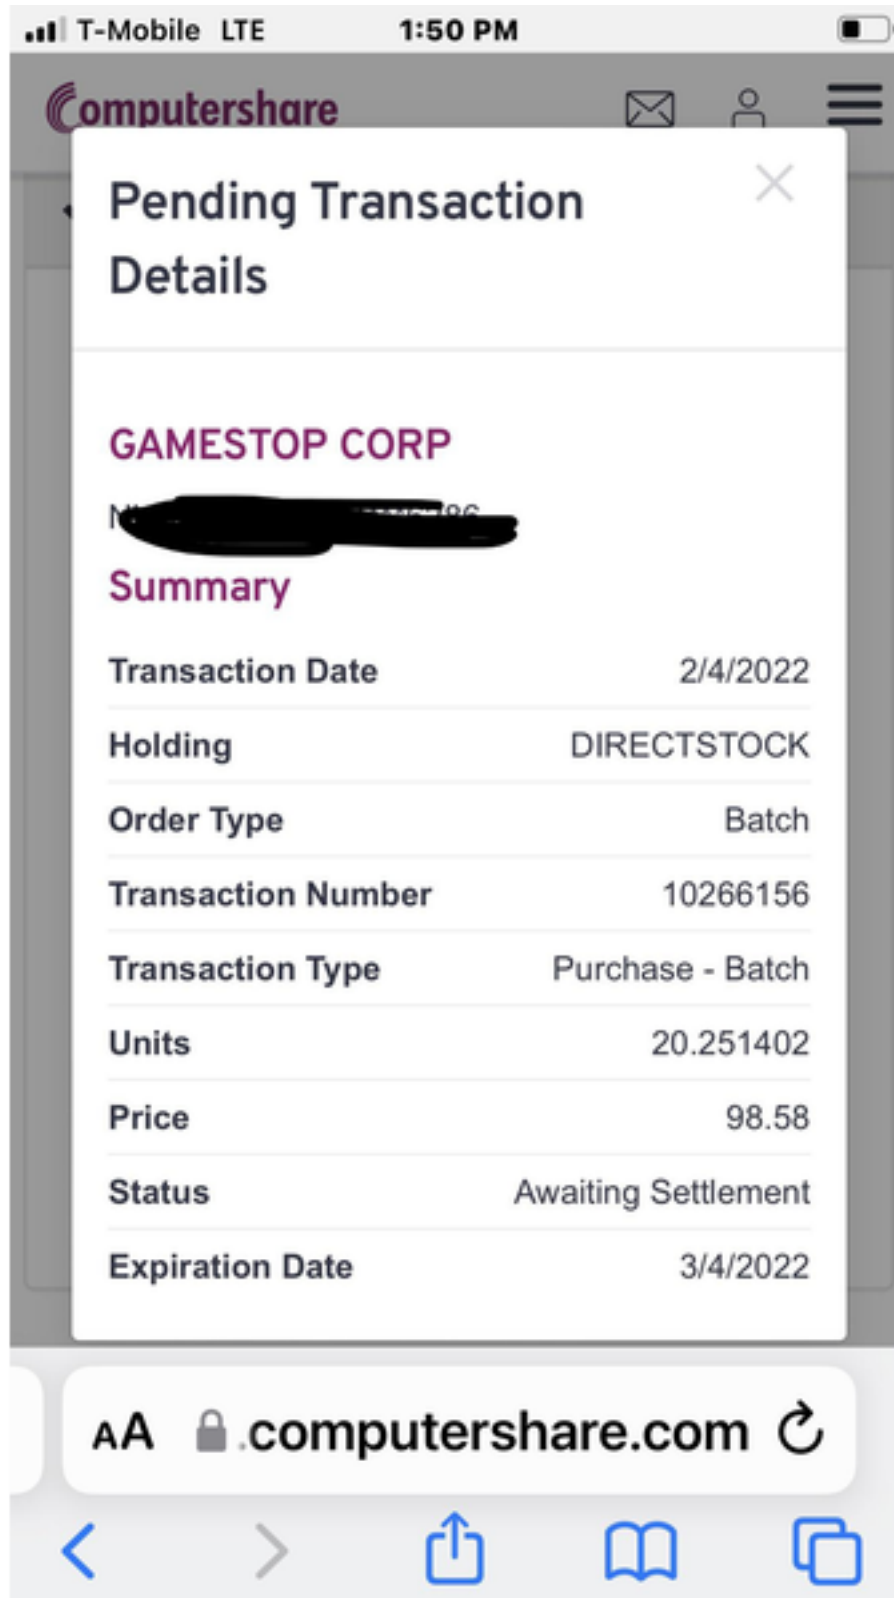 T-Mobile LTE 1:50 PM
Computershare
Pending Transaction
Details
GAMESTOP CORP
Summary
Transaction Date 2/4/2022
Holding DIRECTSTOCK
Order Type Batch
Transaction Number 10266156
Transaction Type Purchase - Batch
Units 20.251402
Price 98.58
Status Awaiting Settlement
Expiration Date 3/4/2022
AA .computershare.com